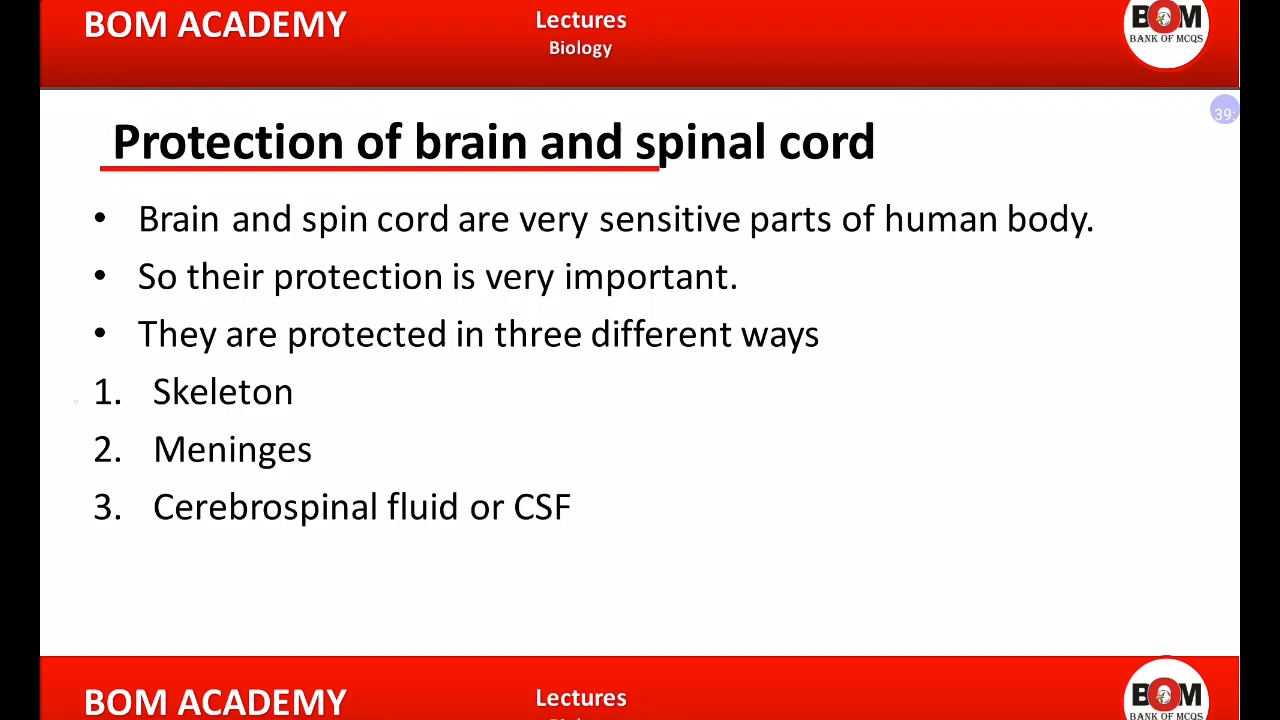 BOM ACADEMY
Lectures
Biology
BOM
BANK OF MCQS
39
Protection of brain and spinal cord
• Brain and spin cord are very sensitive parts of human body.
• So their protection is very important.
• They are protected in three different ways
1. Skeleton
2. Meninges
3. Cerebrospinal fluid or CSF
BOM ACADEMY
Lectures
BOM
BANK OF MCQS